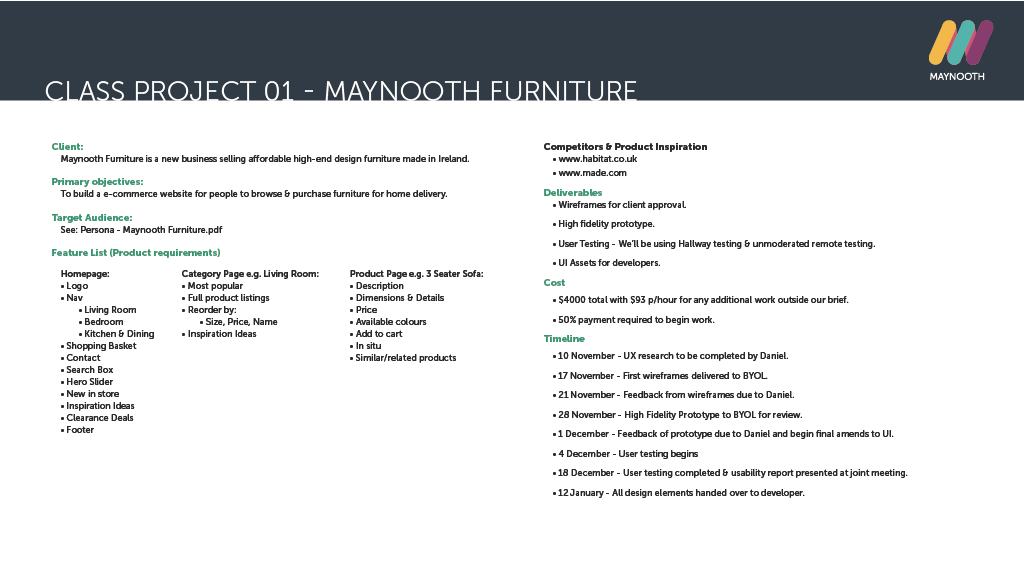 MAYNOOTH
CLASS PROJECT 01 - MAYNOOTH FURNITURE
Client:
Maynooth Furniture is a new business selling affordable high-end design furniture made in Ireland.
Primary objectives:
To build a e-commerce website for people to browse & purchase furniture for home delivery.
Target Audience:
See: Persona - Maynooth Furniture.pdf
Feature List (Product requirements)
Homepage:
• Logo
• Nav
• Living Room
• Bedroom
• Kitchen & Dining
• Shopping Basket
• Contact
• Search Box
• Hero Slider
• New in store
• Inspiration Ideas
• Clearance Deals
• Footer
Category Page e.g. Living Room:
• Most popular
• Full product listings
• Reorder by:
• Size, Price, Name
• Inspiration Ideas
Product Page e.g. 3 Seater Sofa:
• Description
• Dimensions & Details
• Price
• Available colours
• Add to cart
• In situ
• Similar/related products
Competitors & Product Inspiration
• www.habitat.co.uk
• www.made.com
Deliverables
• Wireframes for client approval.
• High fidelity prototype.
• User Testing - We'll be using Hallway testing & unmoderated remote testing.
• UI Assets for developers.
Cost
• $4000 total with $93 p/hour for any additional work outside our brief.
• 50% payment required to begin work.
Timeline
• 10 November - UX research to be completed by Daniel.
• 17 November - First wireframes delivered to BYOL.
• 21 November - Feedback from wireframes due to Daniel.
• 28 November - High Fidelity Prototype to BYOL for review.
• 1 December - Feedback of prototype due to Daniel and begin final amends to UI.
• 4 December - User testing begins
• 18 December - User testing completed & usability report presented at joint meeting.
• 12 January - All design elements handed over to developer.